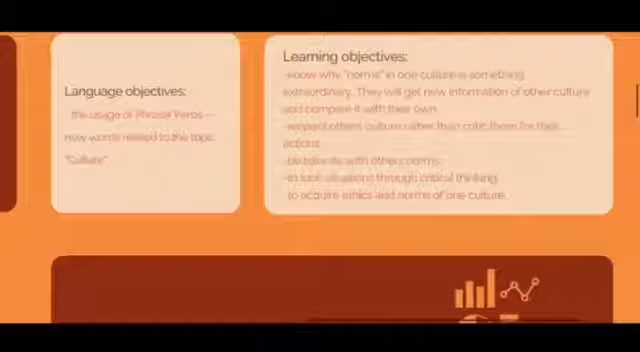 Language objectives:
- the usage of Phrasal Verbs —
new words related to the topic
"Culture"
Learning objectives:
-know why "norms" in one culture is something
extraordinary. They will get new information of other culture
and compare it with their own
-respect others culture rather than critic them for their
actions
-be tolerate with others norms
-to look situations through critical thinking
to acquire ethics and norms of one culture